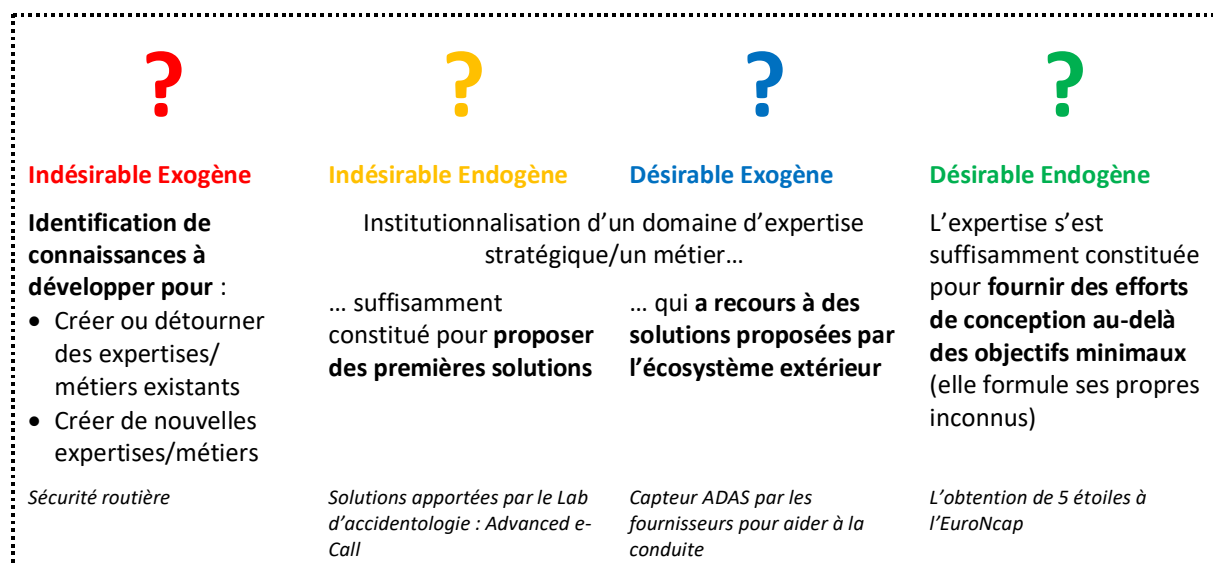 ?
?
?
?
Indésirable Exogène
Indésirable Endogène
Désirable Exogène
Désirable Endogène
Identification de
connaissances à
développer pour :
• Créer ou détourner
des expertises/
métiers existants
• Créer de nouvelles
expertises/métiers
Institutionnalisation d’un domaine d’expertise
stratégique/un métier…
… suffisamment
constitué pour proposer
des premières solutions
… qui a recours à des
solutions proposées par
l’écosystème extérieur
L’expertise s’est
suffisamment constituée
pour fournir des efforts
de conception au-delà
des objectifs minimaux
(elle formule ses propres
inconnus)
Sécurité routière
Solutions apportées par le Lab
d’accidentologie : Advanced e-
Call
Capteur ADAS par les
fournisseurs pour aider à la
conduite
L’obtention de 5 étoiles à
l’EuroNcap